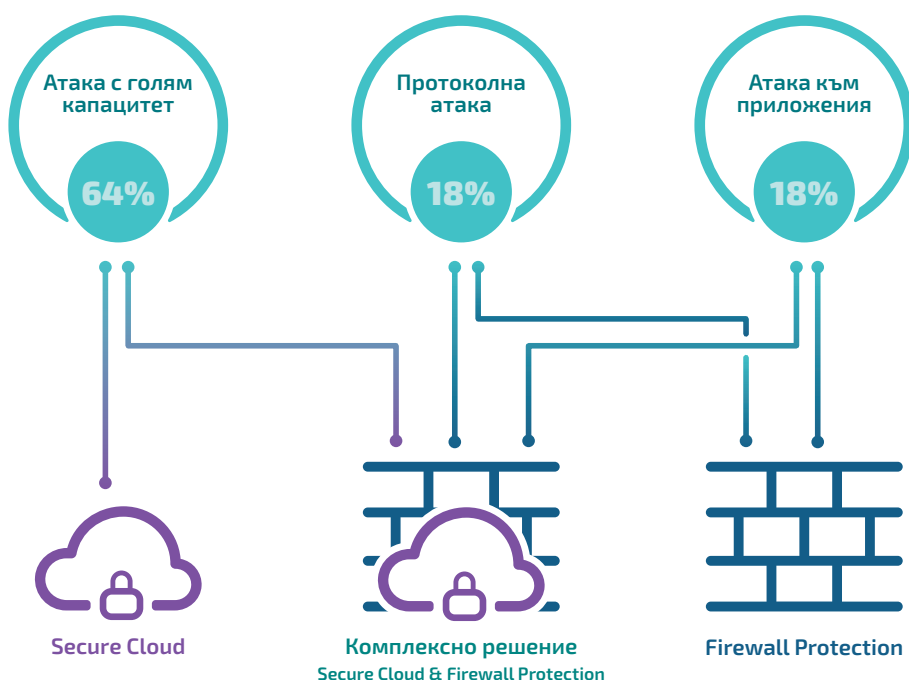 Атака с голям
капацитет
64%
Протоколна
атака
18%
Атака към
приложения
18%
Secure Cloud
Комплексно решение
Secure Cloud & Firewall Protection
Firewall Protection